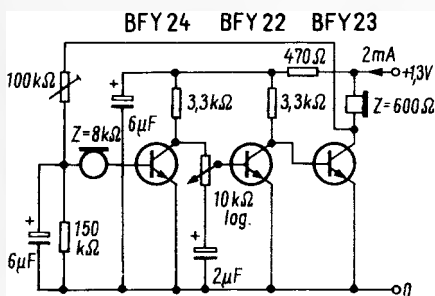 BFY 24 BFY 22 BFY 23
100kΩ
+
6µF
3,3kΩ
470Ω
3,3kΩ
2mA
+1,3V
Z=600Ω
Z=8kΩ
10kΩ
log.
+
6µF
150
kΩ
+
2µF
0